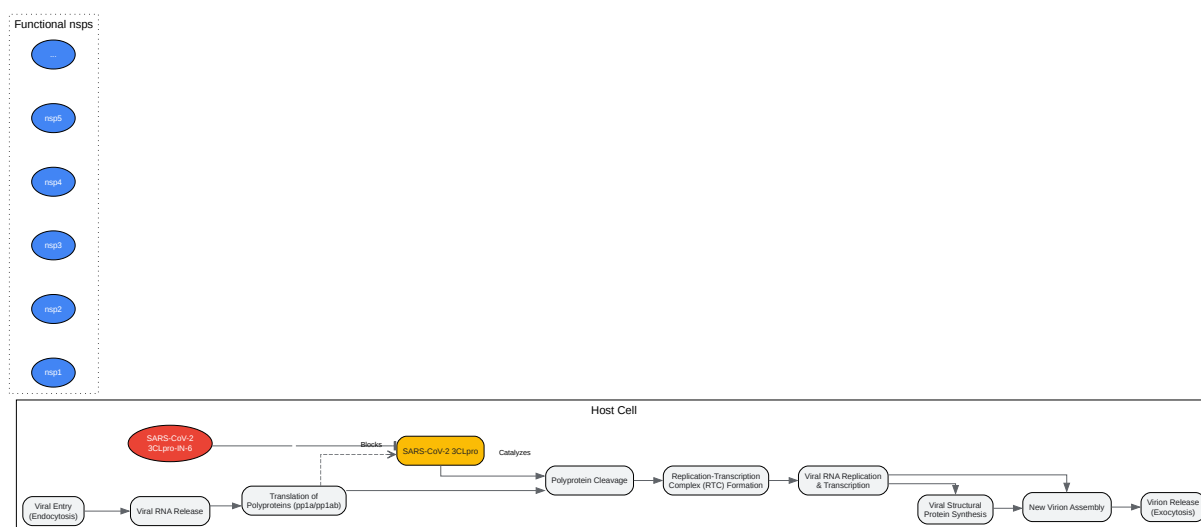 Functional nsps
...
nsp5
nsp4
nsp3
nsp2
nsp1
Host Cell
SARS-CoV-2
3CLpro-IN-6
Blocks
SARS-CoV-2 3CLpro
Catalyzes
Polyprotein Cleavage
Replication-Transcription
Complex (RTC) Formation
Viral RNA Replication
& Transcription
Translation of
Polyproteins (pp1a/pp1ab)
Viral Entry
(Endocytosis)
Viral RNA Release
Viral Structural
Protein Synthesis
New Virion Assembly
Virion Release
(Exocytosis)